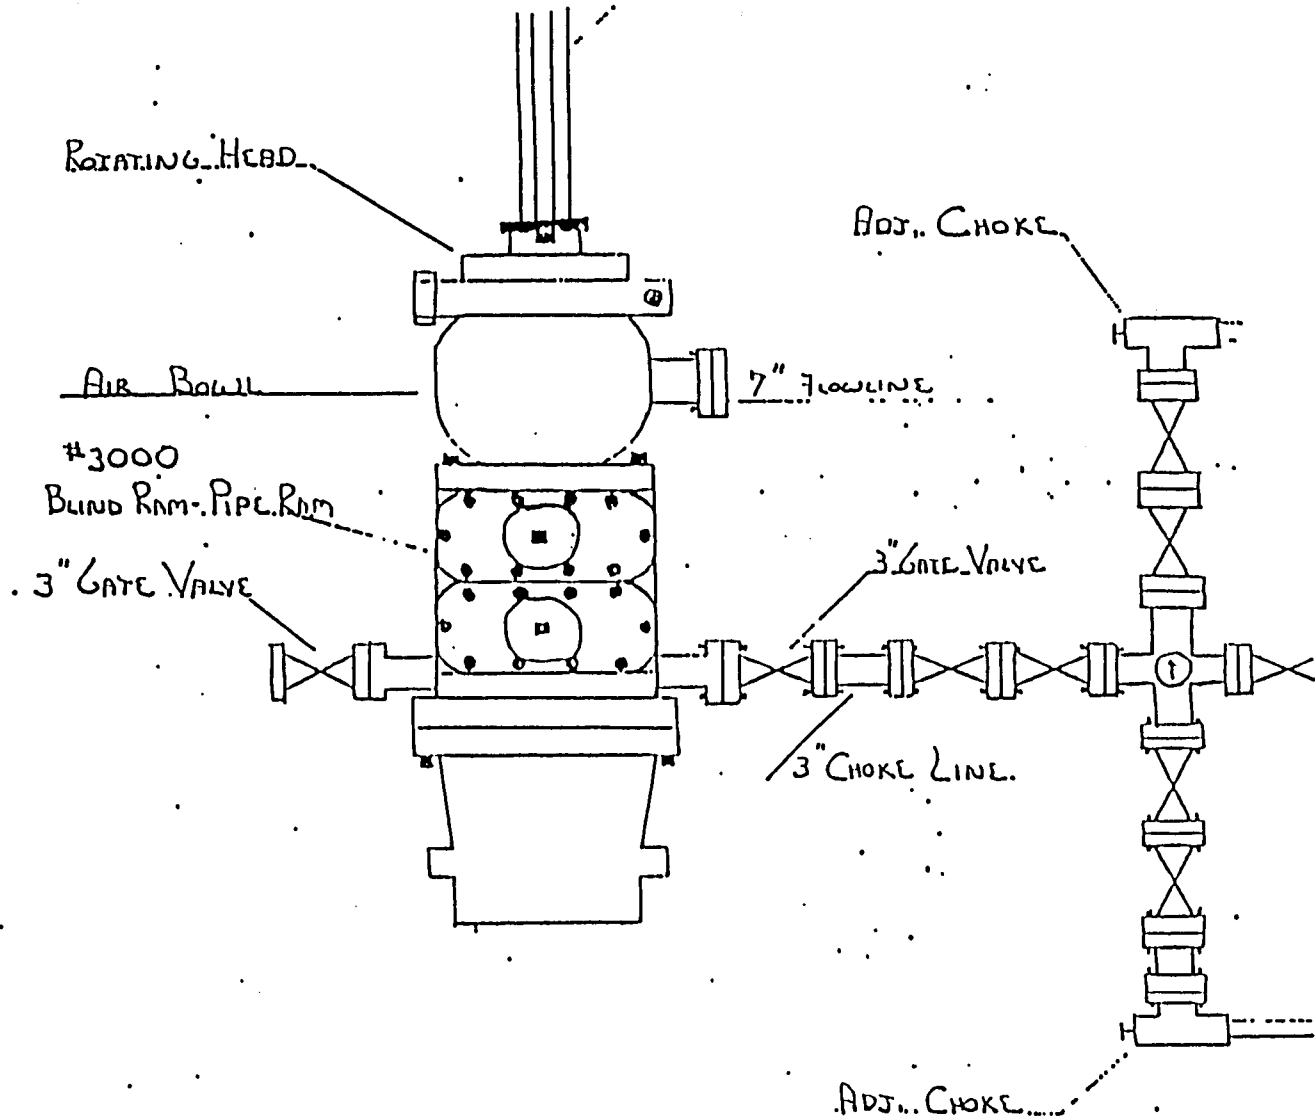 ROTATING HEAD
ADJ. CHOKE
AIR BOWL
7" FLOWLINE
#3000
BLIND RAM-PIPE RAM
3" GATE VALVE
3" GATE VALVE
3" CHOKE LINE.
ADJ. CHOKE